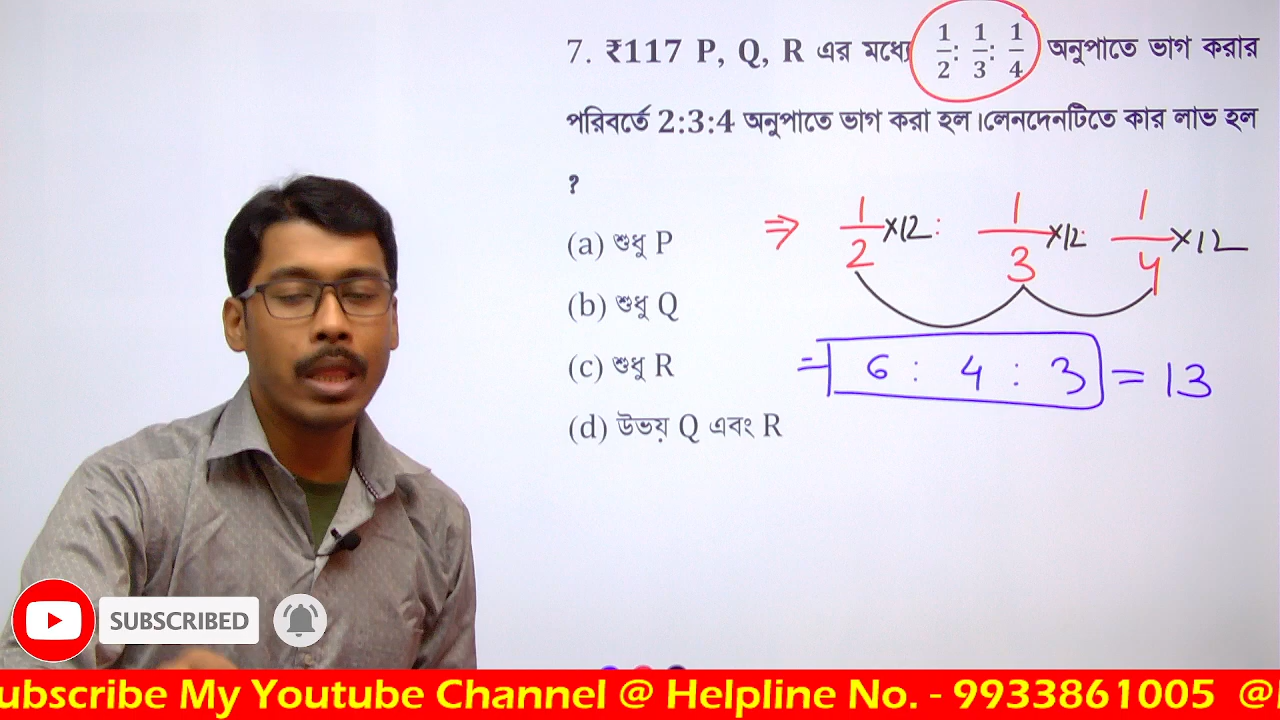 7. ₹117 P, Q, R এর মধ্যে 1/2: 1/3: 1/4 অনুপাতে ভাগ করার
পরিবর্তে 2:3:4 অনুপাতে ভাগ করা হল।লেনদেনটিতে কার লাভ হল
?
(a) শুধু P
(b) শুধু Q
(c) শুধু R
(d) উভয় Q এবং R
⇒ 1/2 ×12 : 1/3 ×12 : 1/4 ×12
= 6 : 4 : 3 = 13
SUBSCRIBED
ubscribe My Youtube Channel @ Helpline No. - 9933861005 @